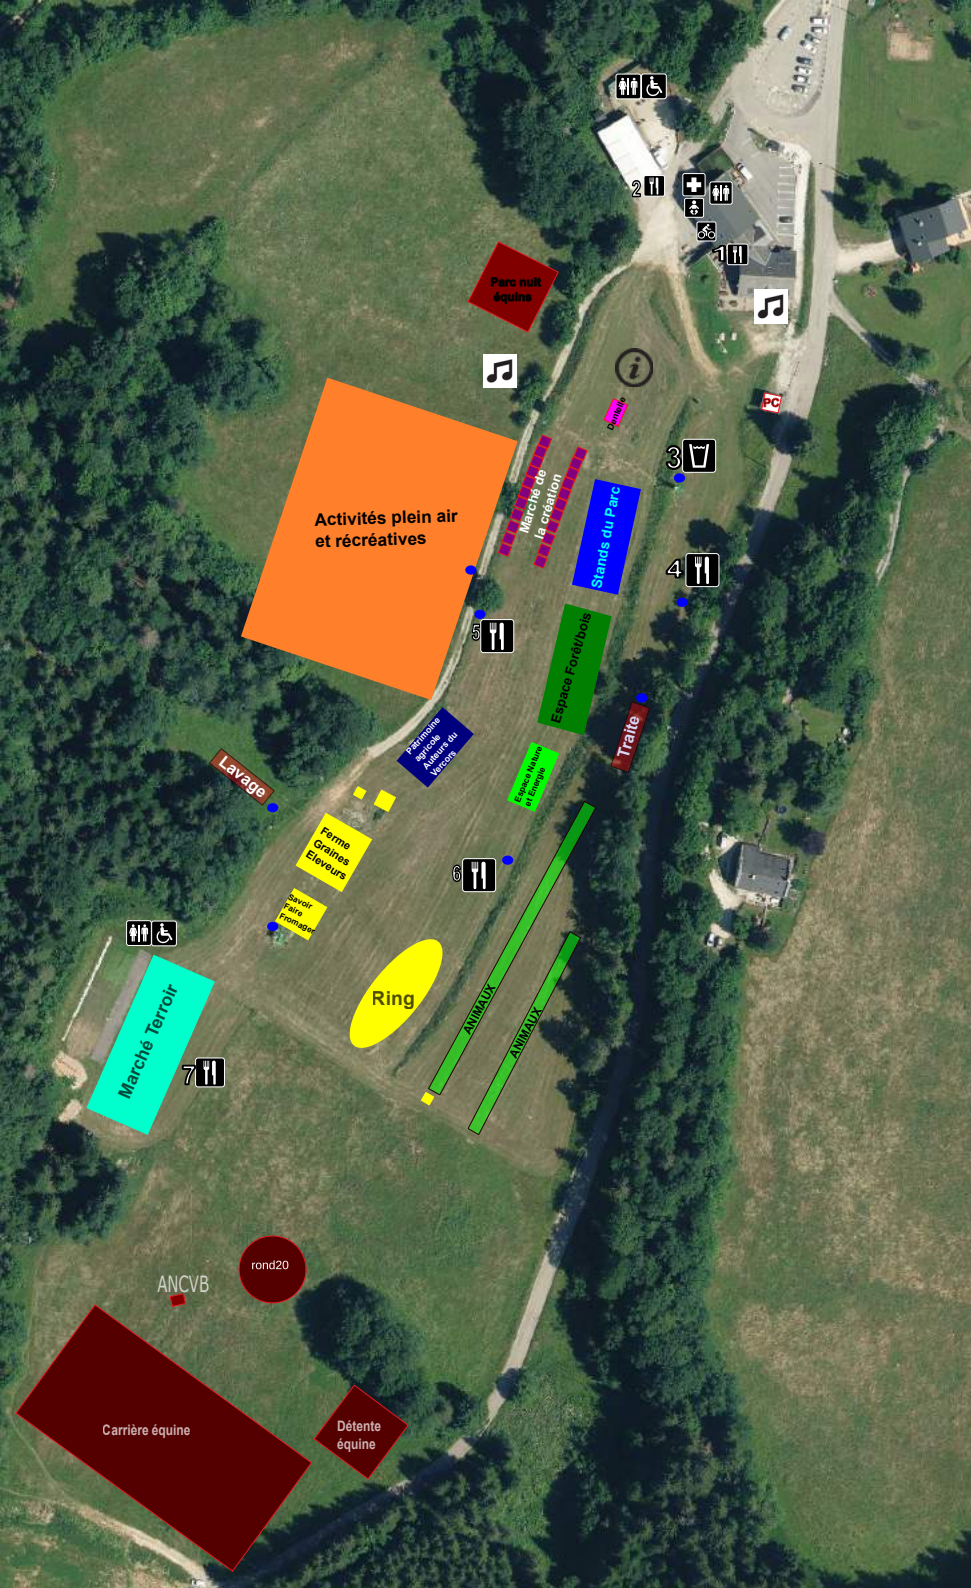 2
1
Parc nuit
équins
i
Dentelle
PC
3
Marché de
la création
Stands du Parc
Activités plein air
et récréatives
4
5
Espace Forêt/bois
Traite
Patrimoine
agricole
Auteurs du
Vercors
Espace Nature
et Energie
Lavage
Ferme
Graines
Eleveurs
6
Savoir
Faire
Fromager
Ring
ANIMAUX
ANIMAUX
Marché Terroir
7
rond20
ANCVB
Carrière équine
Détente
équine